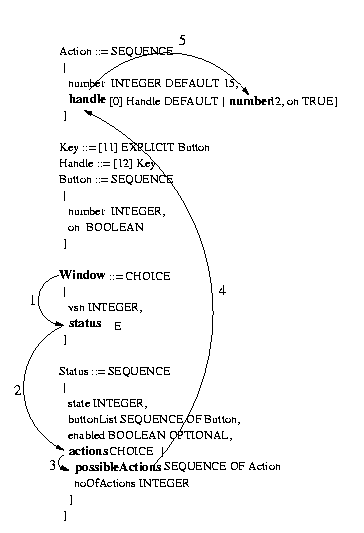 5
Action ::= SEQUENCE
|
number INTEGER DEFAULT 15,
handle [0] Handle DEFAULT | number12, on TRUE]
]
Key ::= [11] EXPLICIT Button
Handle ::= [12] Key
Button ::= SEQUENCE
|
number INTEGER,
on BOOLEAN
]
Window ::= CHOICE
|
1 vsn INTEGER, 4
status E
]
Status ::= SEQUENCE
|
2 state INTEGER,
buttonList SEQUENCE OF Button,
enabled BOOLEAN OPTIONAL,
actions CHOICE |
3 possibleActions SEQUENCE OF Action
noOfActions INTEGER
]
]